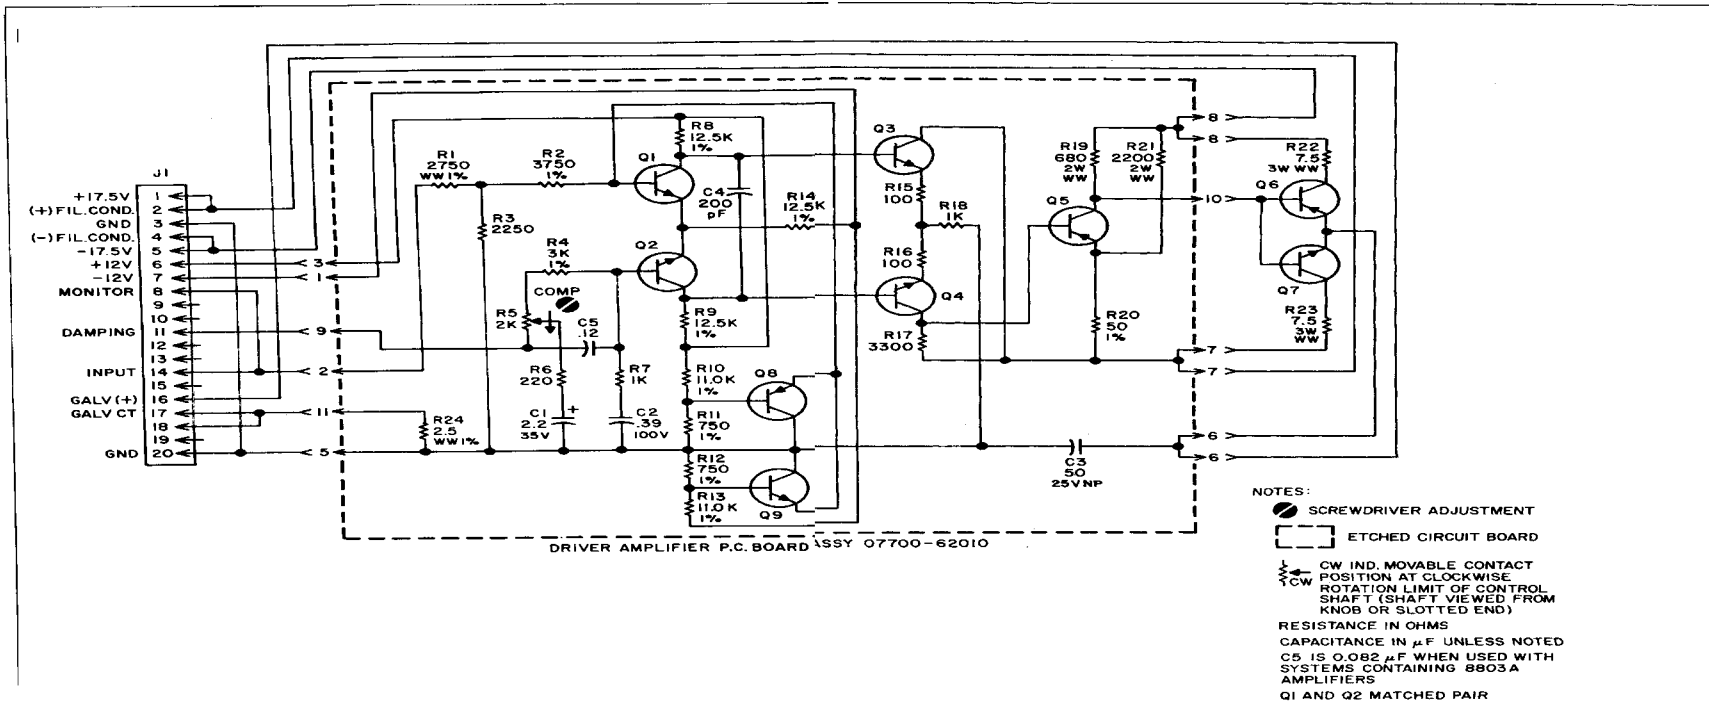 J1
+17.5V 1
(+)FIL.COND. 2
GND 3
(-)FIL.COND. 4
-17.5V 5
+12V 6
-12V 7
MONITOR 8
9
10
DAMPING 11
12
13
INPUT 14
15
GALV(+) 16
GALV CT 17
18
19
GND 20
3
1
9
2
11
5
R1
2750
WW1%
R2
3750
1%
R3
2250
R4
3K
1%
COMP
R5
2K
C5
.12
R6
220
R7
1K
C1
2.2
35V
+
C2
.39
100V
R24
2.5
WW1%
R8
12.5K
1%
Q1
Q2
C4
200
pF
R9
12.5K
1%
R10
11.0K
1%
R11
750
1%
R12
750
1%
R13
11.0K
1%
Q8
Q9
R14
12.5K
1%
Q3
R15
100
R18
1K
R16
100
Q4
R17
3300
Q5
R19
680
2W
WW
R21
2200
2W
WW
R20
50
1%
C3
50
25VNP
8
8
10
7
7
6
6
R22
7.5
3W WW
Q6
Q7
R23
7.5
3W
WW
DRIVER AMPLIFIER P.C. BOARD ASSY 07700-62010
NOTES:
SCREWDRIVER ADJUSTMENT
ETCHED CIRCUIT BOARD
CW
CW IND. MOVABLE CONTACT
POSITION AT CLOCKWISE
ROTATION LIMIT OF CONTROL
SHAFT (SHAFT VIEWED FROM
KNOB OR SLOTTED END)
RESISTANCE IN OHMS
CAPACITANCE IN µF UNLESS NOTED
C5 IS 0.082 µF WHEN USED WITH
SYSTEMS CONTAINING 8803A
AMPLIFIERS
Q1 AND Q2 MATCHED PAIR